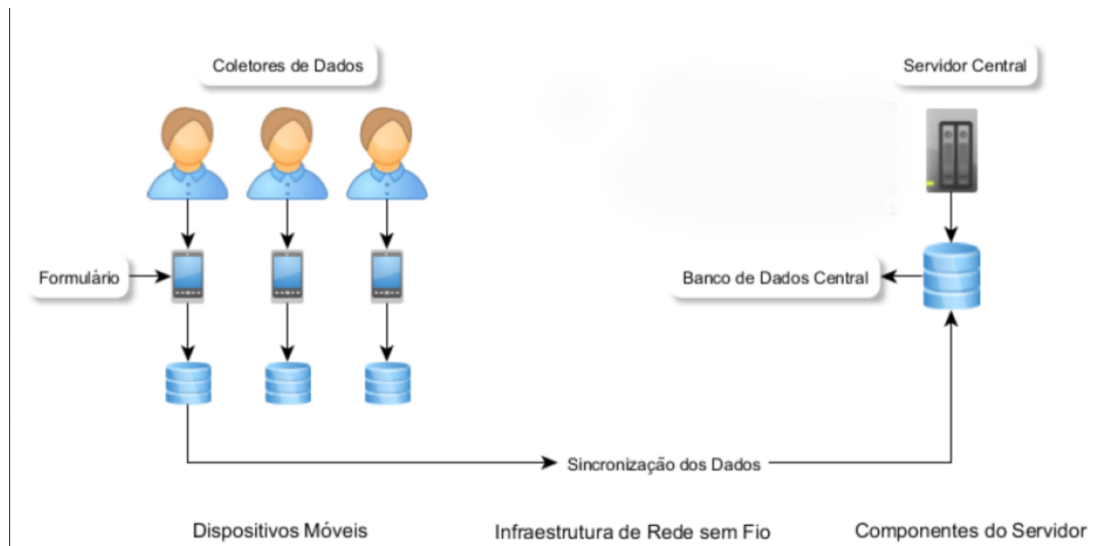 Coletores de Dados
Servidor Central
Formulário
Banco de Dados Central
Sincronização dos Dados
Dispositivos Móveis
Infraestrutura de Rede sem Fio
Componentes do Servidor